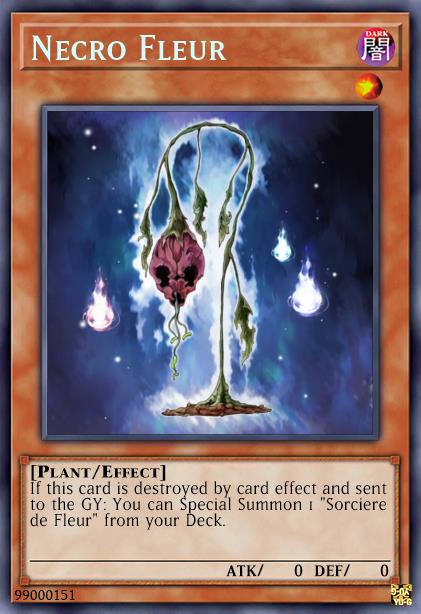 Necro Fleur
DARK
闇
[Plant/Effect]
If this card is destroyed by card effect and sent
to the GY: You can Special Summon 1 "Sorciere
de Fleur" from your Deck.
ATK/ 0 DEF/ 0
99000151